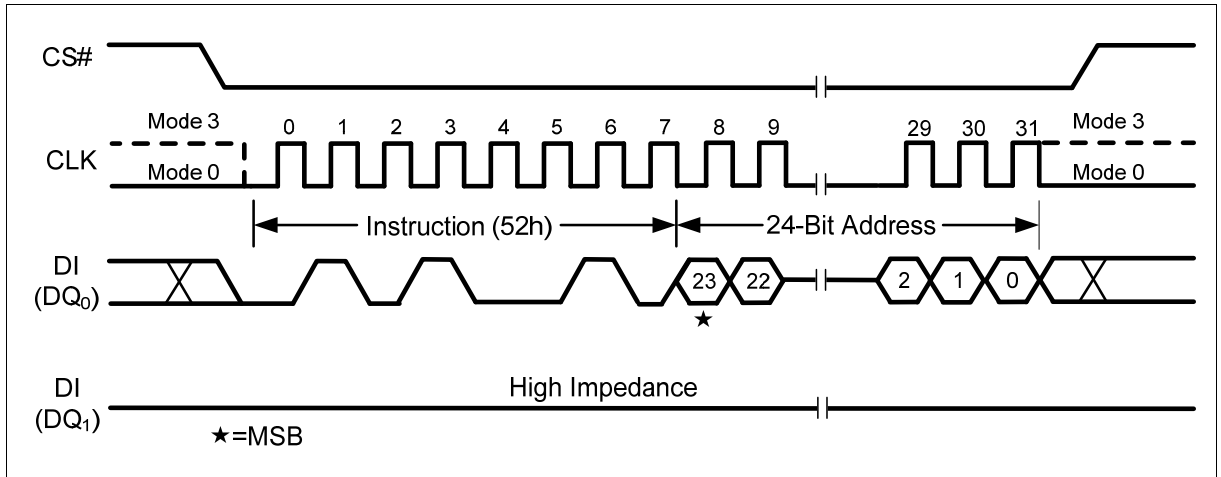 CS#
Mode 3
0 1 2 3 4 5 6 7 8 9 29 30 31
Mode 3
CLK
Mode 0
Mode 0
Instruction (52h)
24-Bit Address
DI
(DQ0)
23 22 2 1 0
★
DI
(DQ1)
High Impedance
★=MSB